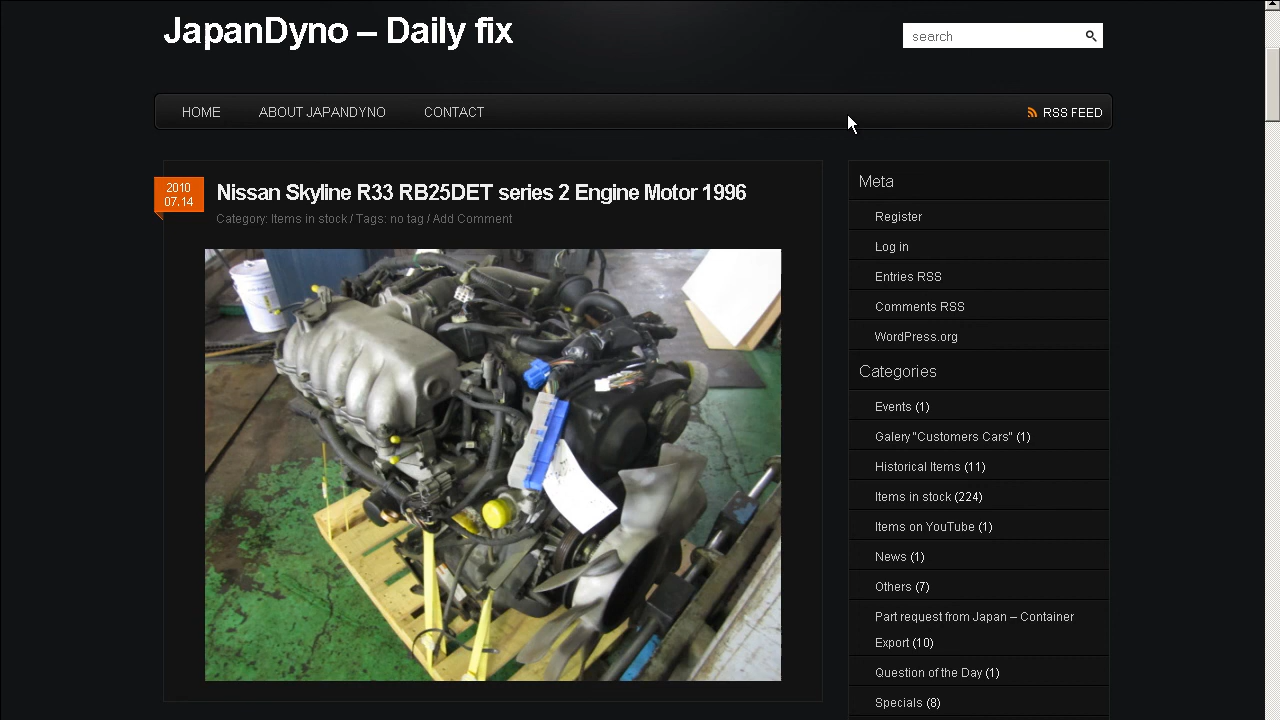 JapanDyno – Daily fix
search
HOME
ABOUT JAPANDYNO
CONTACT
RSS FEED
2010
07.14
Nissan Skyline R33 RB25DET series 2 Engine Motor 1996
Category: Items in stock / Tags: no tag / Add Comment
Meta
Register
Log in
Entries RSS
Comments RSS
WordPress.org
Categories
Events (1)
Galery "Customers Cars" (1)
Historical Items (11)
Items in stock (224)
Items on YouTube (1)
News (1)
Others (7)
Part request from Japan – Container
Export (10)
Question of the Day (1)
Specials (8)